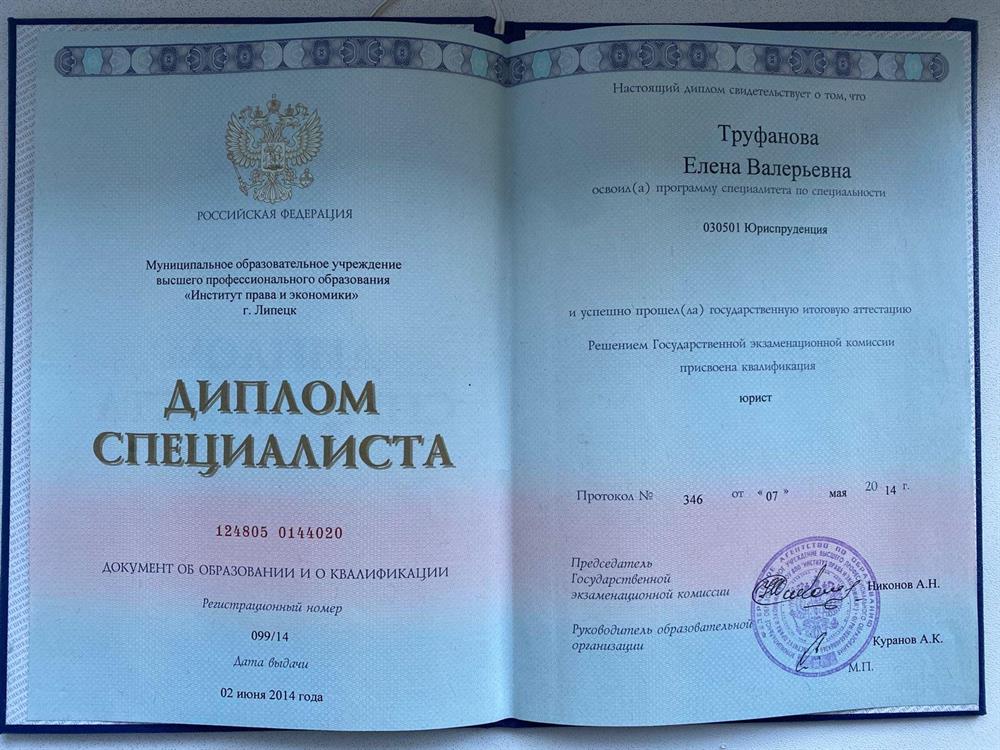 РОССИЙСКАЯ ФЕДЕРАЦИЯ
Муниципальное образовательное учреждение
высшего профессионального образования
«Институт права и экономики»
г. Липецк
ДИПЛОМ
СПЕЦИАЛИСТА
124805 0144020
ДОКУМЕНТ ОБ ОБРАЗОВАНИИ И О КВАЛИФИКАЦИИ
Регистрационный номер
099/14
Дата выдачи
02 июня 2014 года
Настоящий диплом свидетельствует о том, что
Труфанова
Елена Валерьевна
освоил(а) программу специалитета по специальности
030501 Юриспруденция
и успешно прошел(ла) государственную итоговую аттестацию
Решением Государственной экзаменационной комиссии
присвоена квалификация
юрист
Протокол № 346 от « 07 » мая 20 14 г.
Председатель
Государственной
экзаменационной комиссии
Никонов А.Н.
Руководитель образовательной
организации
Куранов А.К.
М.П.